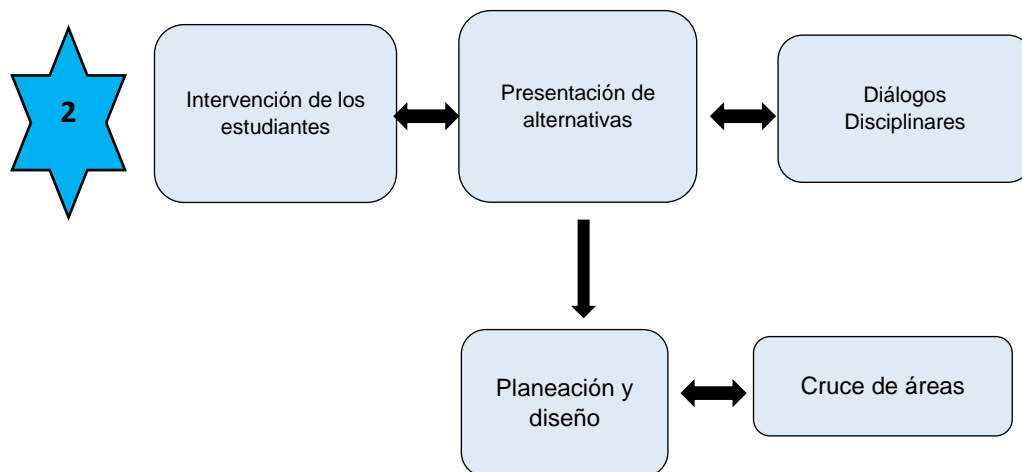 2
Intervención de los
estudiantes
Presentación de
alternativas
Diálogos
Disciplinares
Planeación y
diseño
Cruce de áreas